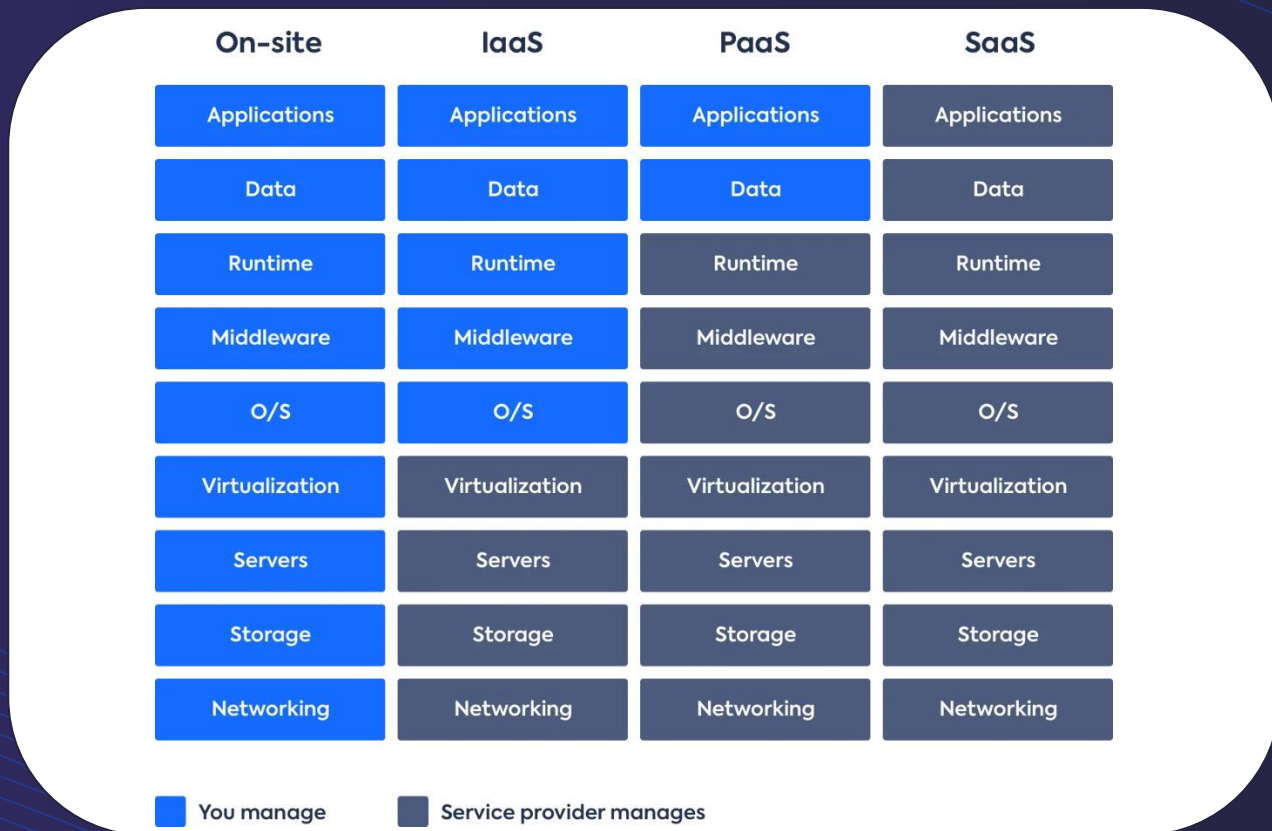 On-site IaaS PaaS SaaS
Applications Applications Applications Applications
Data Data Data Data
Runtime Runtime Runtime Runtime
Middleware Middleware Middleware Middleware
O/S O/S O/S O/S
Virtualization Virtualization Virtualization Virtualization
Servers Servers Servers Servers
Storage Storage Storage Storage
Networking Networking Networking Networking
You manage Service provider manages